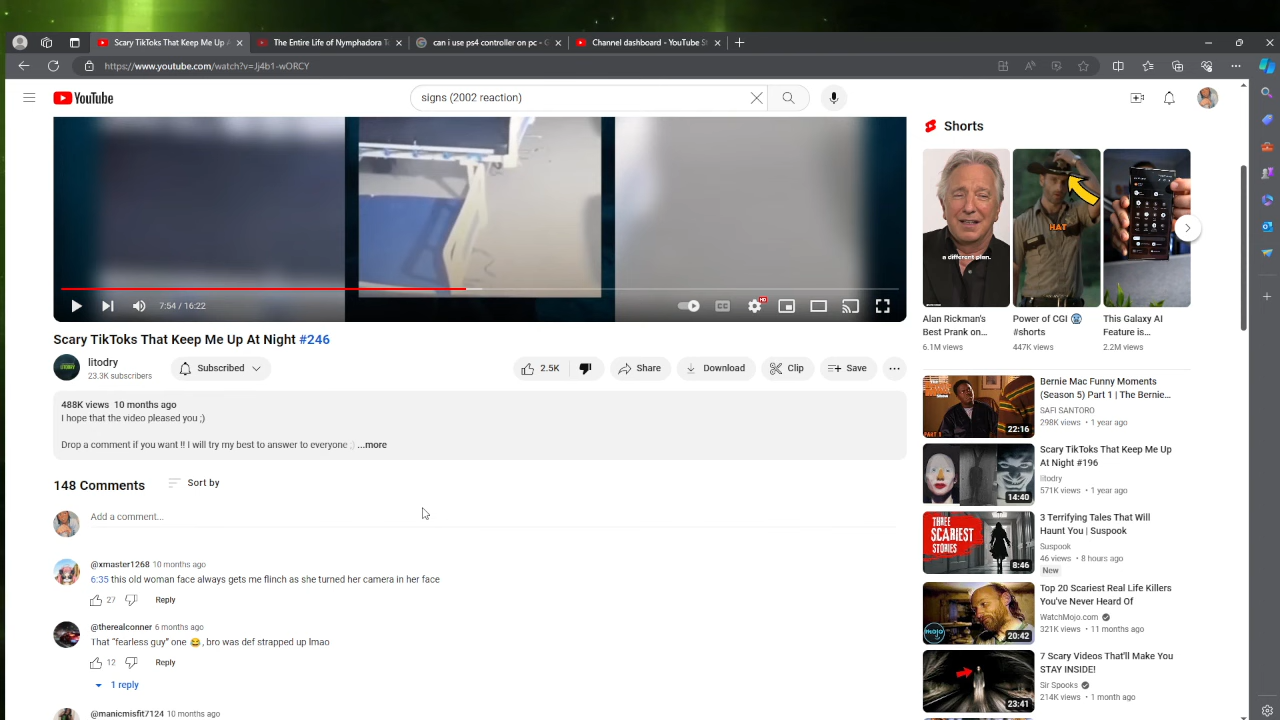 Scary TikToks That Keep Me Up A
The Entire Life of Nymphadora T
can i use ps4 controller on pc - G
Channel dashboard - YouTube St
https://www.youtube.com/watch?v=Jj4b1-wORCY
YouTube
signs (2002 reaction)
7:54 / 16:22
CC
HD
Scary TikToks That Keep Me Up At Night #246
litodry
23.3K subscribers
Subscribed
2.5K
Share
Download
Clip
Save
488K views 10 months ago
I hope that the video pleased you ;)
Drop a comment if you want !! I will try my best to answer to everyone ;) ...more
148 Comments
Sort by
Add a comment...
@xmaster1268 10 months ago
6:35 this old woman face always gets me flinch as she turned her camera in her face
27
Reply
@therealconner 6 months ago
That “fearless guy” one 😂, bro was def strapped up lmao
12
Reply
1 reply
@manicmisfit7124 10 months ago
Shorts
a different plan.
HAT
Alan Rickman's
Best Prank on...
6.1M views
Power of CGI 🥶
#shorts
447K views
This Galaxy AI
Feature is...
2.2M views
PART 1
22:16
Bernie Mac Funny Moments
(Season 5) Part 1 | The Bernie...
SAFI SANTORO
298K views • 1 year ago
14:40
Scary TikToks That Keep Me Up
At Night #196
litodry
571K views • 1 year ago
THREE
SCARIEST
STORIES
8:46
3 Terrifying Tales That Will
Haunt You | Suspook
Suspook
46 views • 8 hours ago
New
mojo
20:42
Top 20 Scariest Real Life Killers
You've Never Heard Of
WatchMojo.com
321K views • 11 months ago
23:41
7 Scary Videos That'll Make You
STAY INSIDE!
Sir Spooks
214K views • 1 month ago